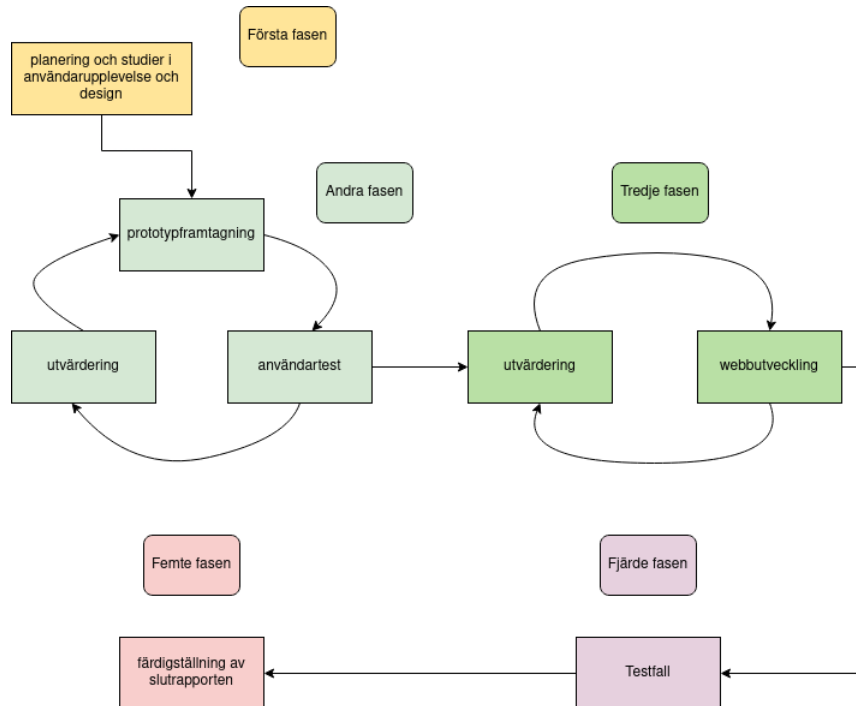 Första fasen
planering och studier i
användarupplevelse och
design
Andra fasen
Tredje fasen
prototypframtagning
utvärdering
användartest
utvärdering
webbutveckling
Femte fasen
Fjärde fasen
färdigställning av
slutrapporten
Testfall